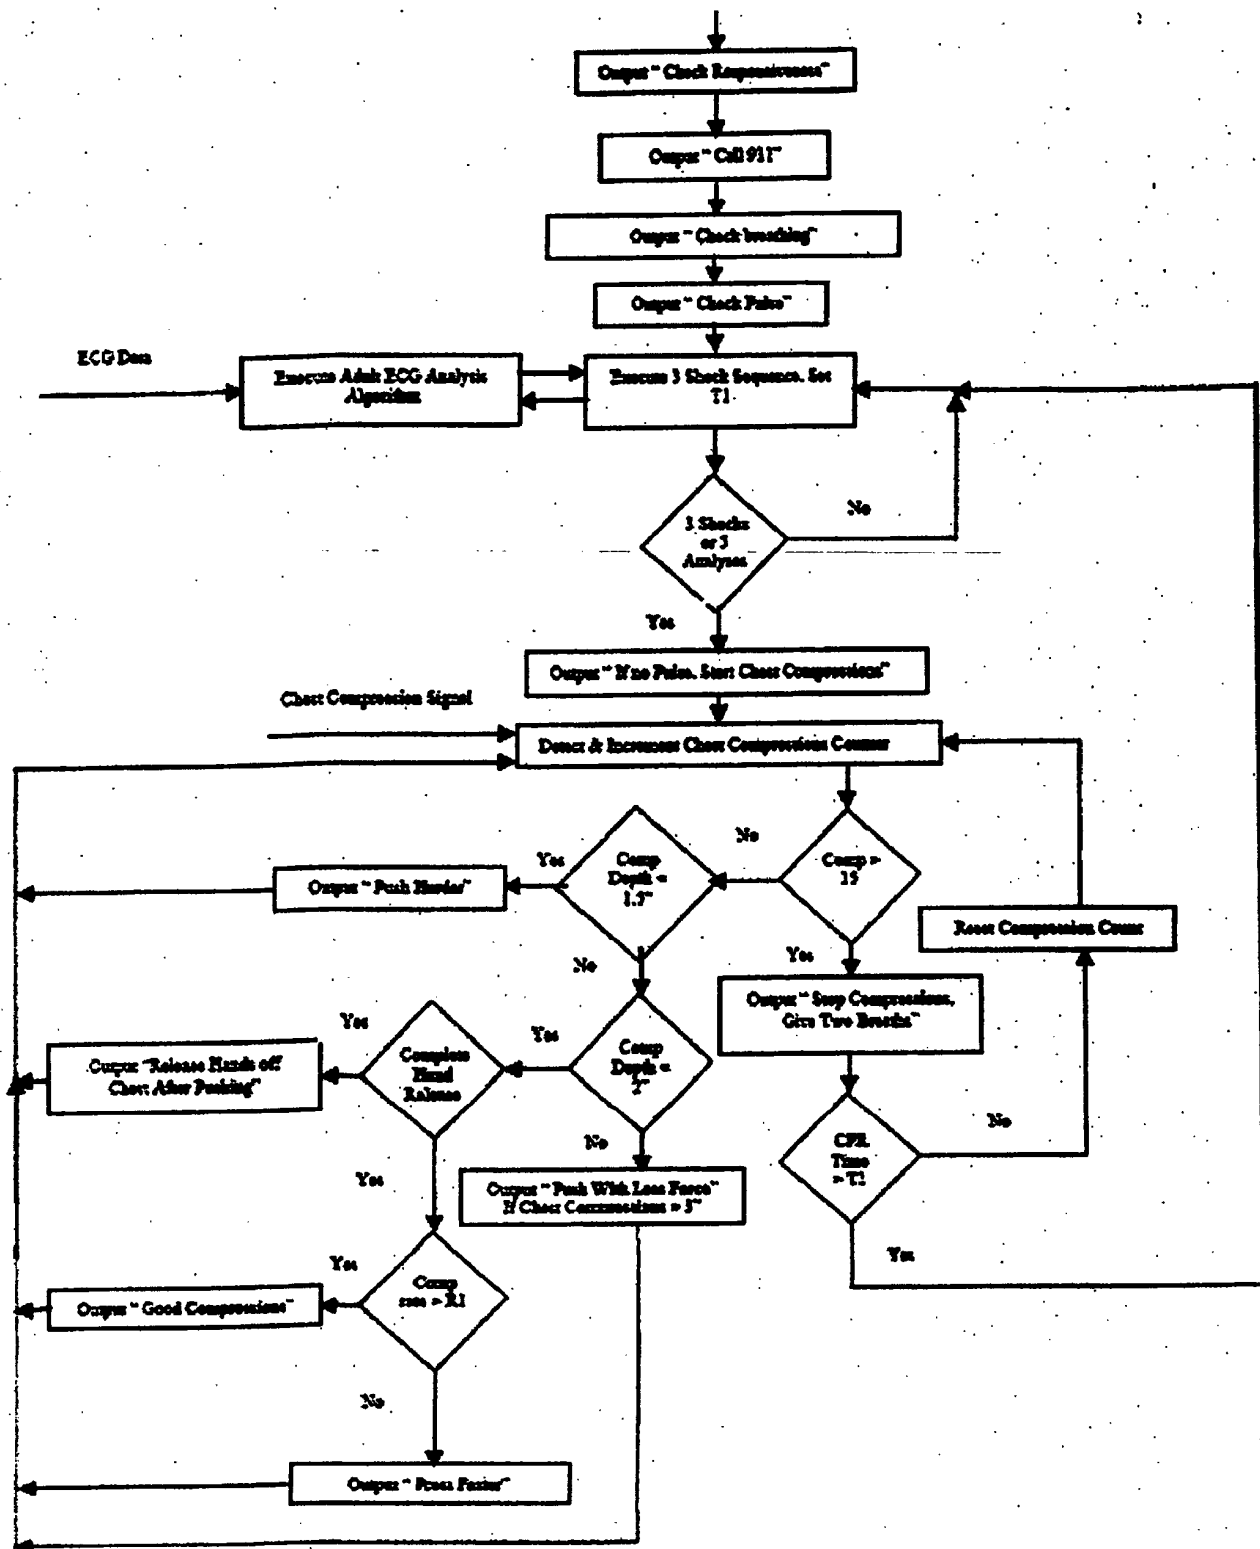 Output " Check Responsiveness"
Output " Call 911"
Output " Check breathing"
Output " Check Pulse"
ECG Data
Execute Adult ECG Analysis
Algorithm
Execute 3 Shock Sequence. Set
T1
3 Shocks
or 3
Analyses
No
Yes
Output " If no Pulse. Start Chest Compressions"
Chest Compression Signal
Detect & Increment Chest Compressions Counter
Comp >
15
No
Comp
Depth <
1.5"
Yes
Output " Push Harder"
Reset Compression Count
Yes
No
Output " Stop Compressions.
Give Two Breaths"
Comp
Depth <
2"
Yes
Complete
Hand
Release
Yes
Output "Release Hands off
Chest After Pushing"
No
CPR
Time
> T1
No
Yes
Output " Push With Less Force"
If Chest Compressions > 3"
Yes
Comp
rate > R1
Yes
Output " Good Compressions"
No
Output " Press Faster"